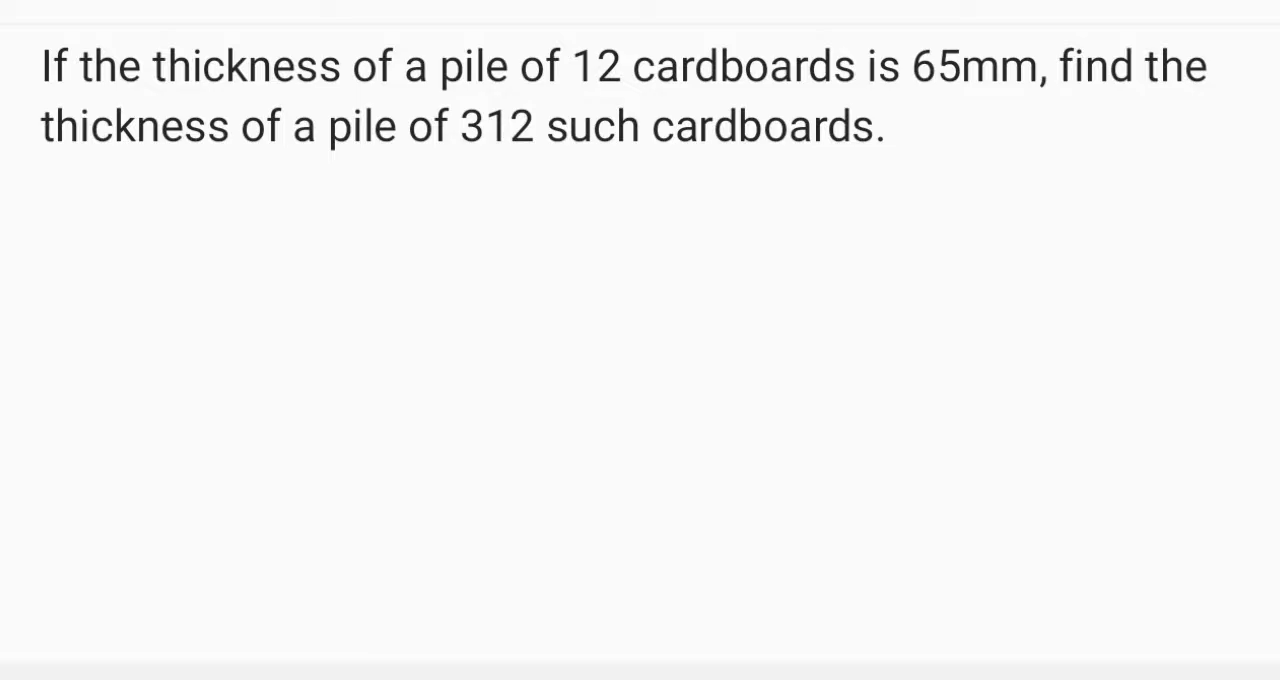 If the thickness of a pile of 12 cardboards is 65mm, find the
thickness of a pile of 312 such cardboards.